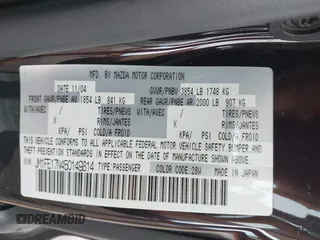 MFD. BY MAZDA MOTOR CORPORATION
DATE 11/04 GVWR/PNBV 3854 LB 1748 KG
FRONT GAWR/PNBE AV 1854 LB 841 KG REAR GAWR/PNBE AR 2000 LB 907 KG
WITH/AVEC TIRES/PNEUS WITH/AVEC TIRES/PNEUS
RIMS/JANTES RIMS/JANTES
KPA/ PSI COLD/A FROID KPA/ PSI COLD/A FROID
THIS VEHICLE CONFORMS TO ALL APPLICABLE FEDERAL
MOTOR VEHICLE SAFETY, BUMPER AND
THEFT PREVENTION STANDARDS IN EFFECT ON THE DATE OF MANUFACTURE SHOWN ABOVE.
VIN: TYPE PASSENGER COLOR CODE: 28W MADE IN JAPAN